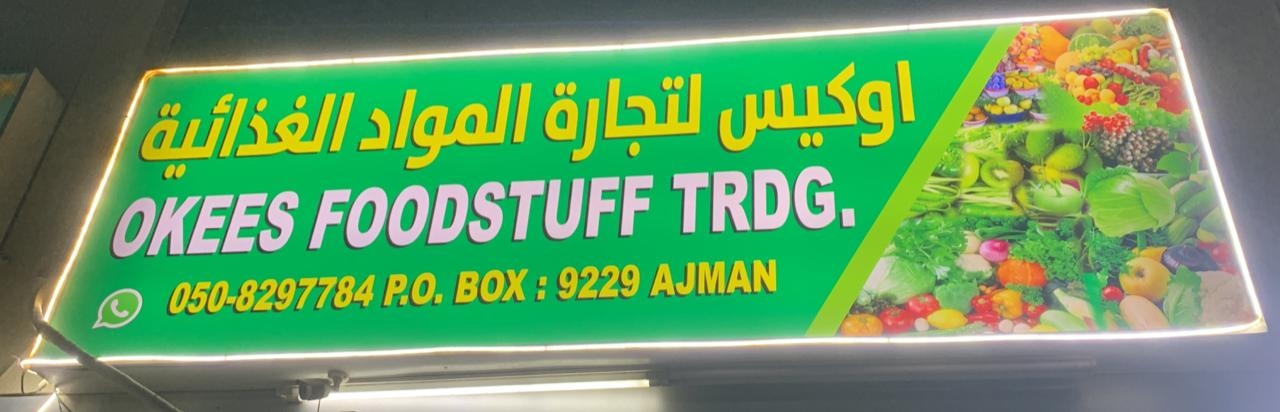 اوكيس لتجارة المواد الغذائية
OKEES FOODSTUFF TRDG.
050-8297784 P.O. BOX : 9229 AJMAN